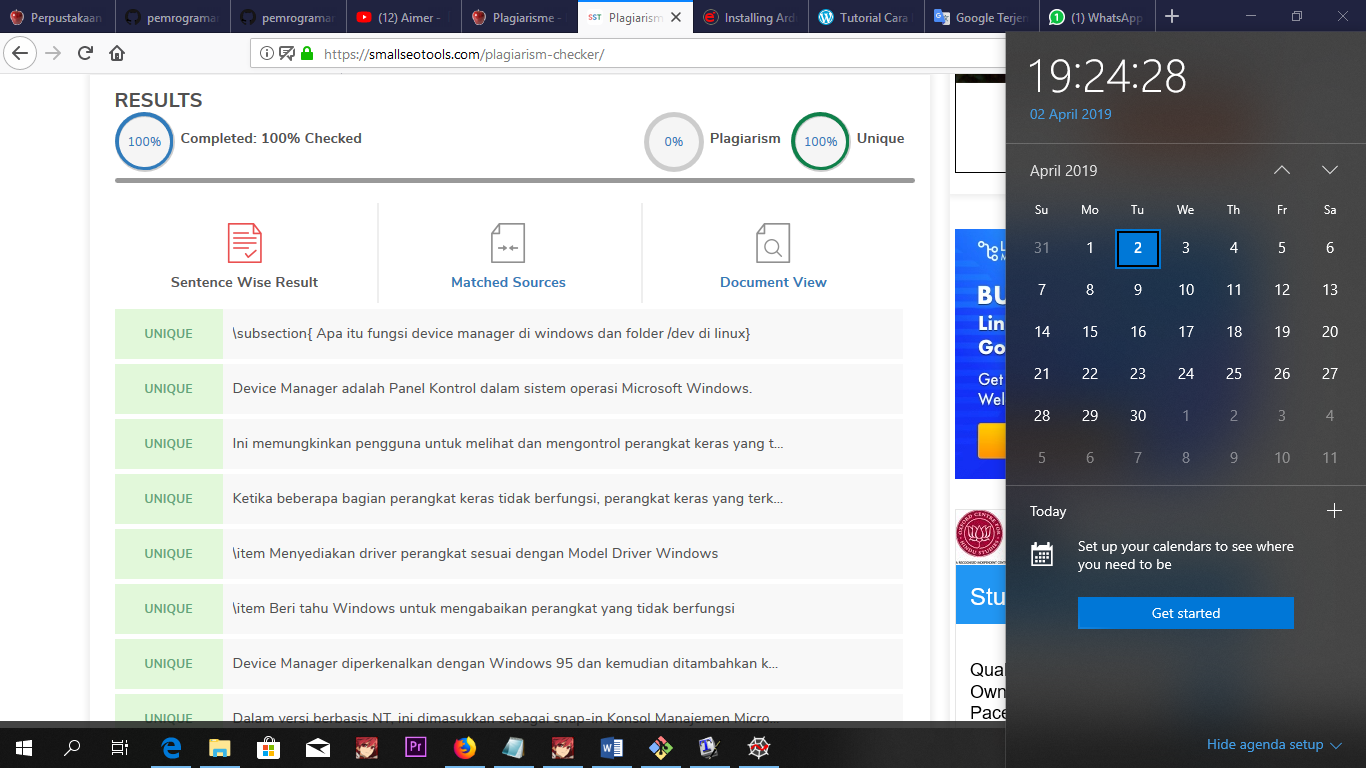 Perpustakaan
pemrograman
pemrograman
(12) Aimer -
Plagiarisme -
SST
Plagiarism
Installing Ard
Tutorial Cara
Google Terjem
1
(1) WhatsApp
https://smallseotools.com/plagiarism-checker/
RESULTS
100%
Completed: 100% Checked
0%
Plagiarism
100%
Unique
Sentence Wise Result
Matched Sources
Document View
UNIQUE \subsection{ Apa itu fungsi device manager di windows dan folder /dev di linux}
UNIQUE Device Manager adalah Panel Kontrol dalam sistem operasi Microsoft Windows.
UNIQUE Ini memungkinkan pengguna untuk melihat dan mengontrol perangkat keras yang t...
UNIQUE Ketika beberapa bagian perangkat keras tidak berfungsi, perangkat keras yang terk...
UNIQUE \item Menyediakan driver perangkat sesuai dengan Model Driver Windows
UNIQUE \item Beri tahu Windows untuk mengabaikan perangkat yang tidak berfungsi
UNIQUE Device Manager diperkenalkan dengan Windows 95 dan kemudian ditambahkan k...
UNIQUE Dalam versi berbasis NT, ini dimasukkan sebagai snap-in Konsol Manajemen Micro...
BU
Lin
Go
Get
Wel
OXFORD CENTRE FOR
HINDU STUDIES
Stu
Qual
Own
Pace
19:24:28
02 April 2019
April 2019
Su Mo Tu We Th Fr Sa
31 1 2 3 4 5 6
7 8 9 10 11 12 13
14 15 16 17 18 19 20
21 22 23 24 25 26 27
28 29 30 1 2 3 4
5 6 7 8 9 10 11
Today
Set up your calendars to see where
you need to be
Get started
Hide agenda setup
Pr